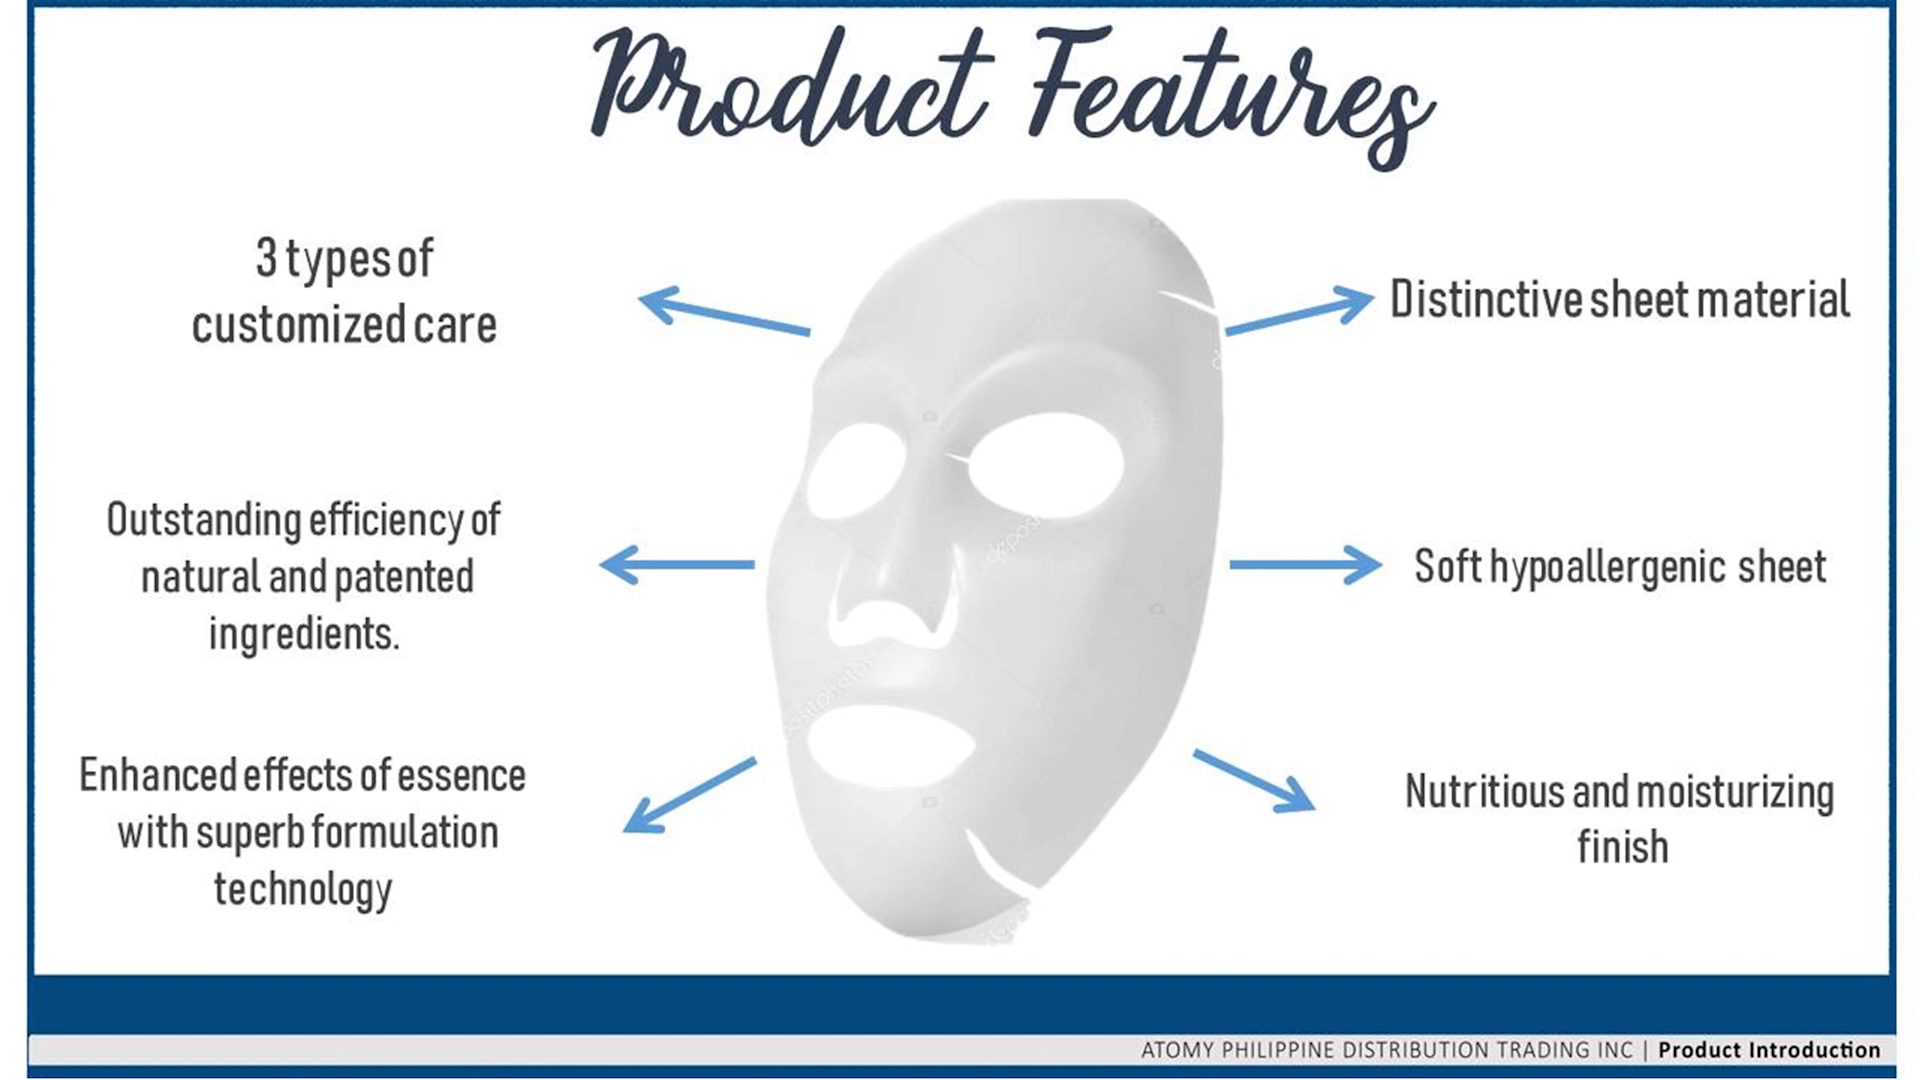 Product Features
3 types of
customized care
Outstanding efficiency of
natural and patented
ingredients.
Enhanced effects of essence
with superb formulation
technology
Distinctive sheet material
Soft hypoallergenic sheet
Nutritious and moisturizing
finish
ATOMY PHILIPPINE DISTRIBUTION TRADING INC | Product Introduction